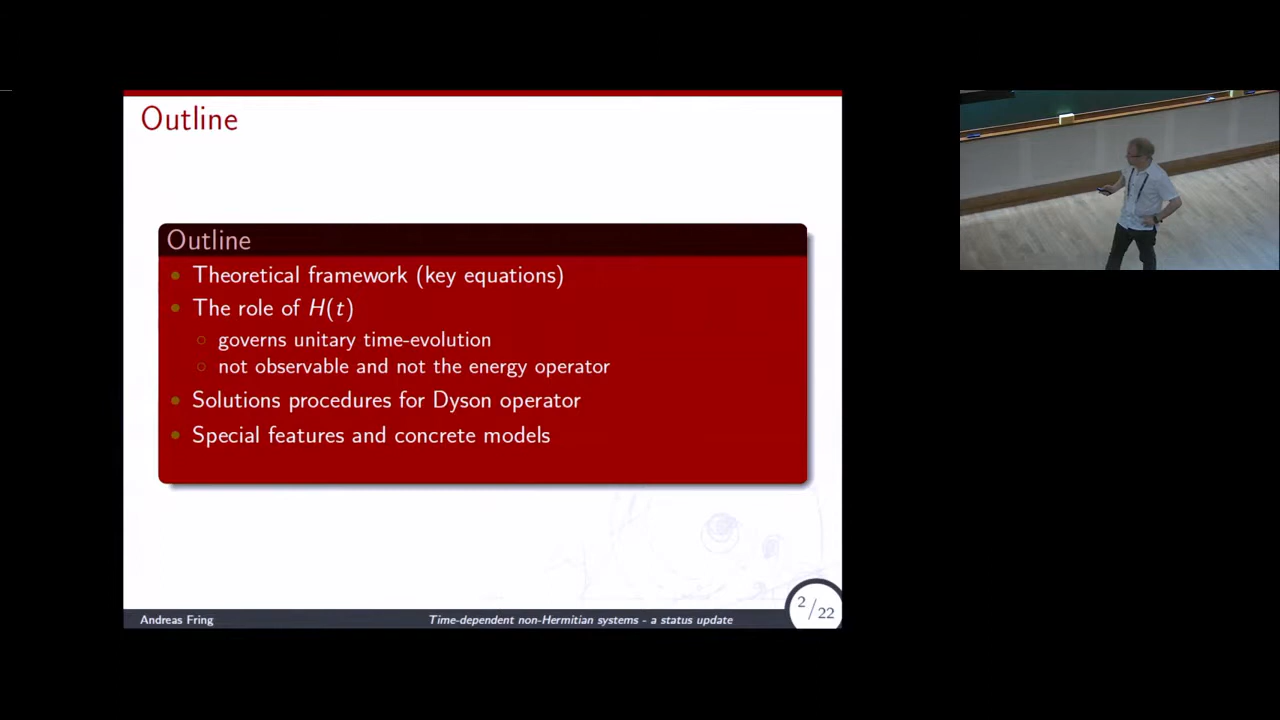 Outline
Outline
Theoretical framework (key equations)
The role of H(t)
governs unitary time-evolution
not observable and not the energy operator
Solutions procedures for Dyson operator
Special features and concrete models
Andreas Fring
Time-dependent non-Hermitian systems - a status update
2/22